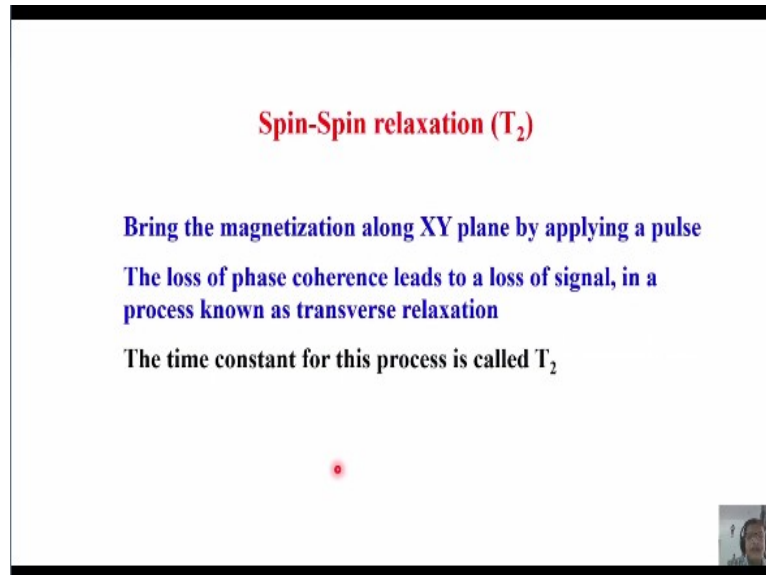 Spin-Spin relaxation (T₂)
Bring the magnetization along XY plane by applying a pulse
The loss of phase coherence leads to a loss of signal, in a
process known as transverse relaxation
The time constant for this process is called T₂